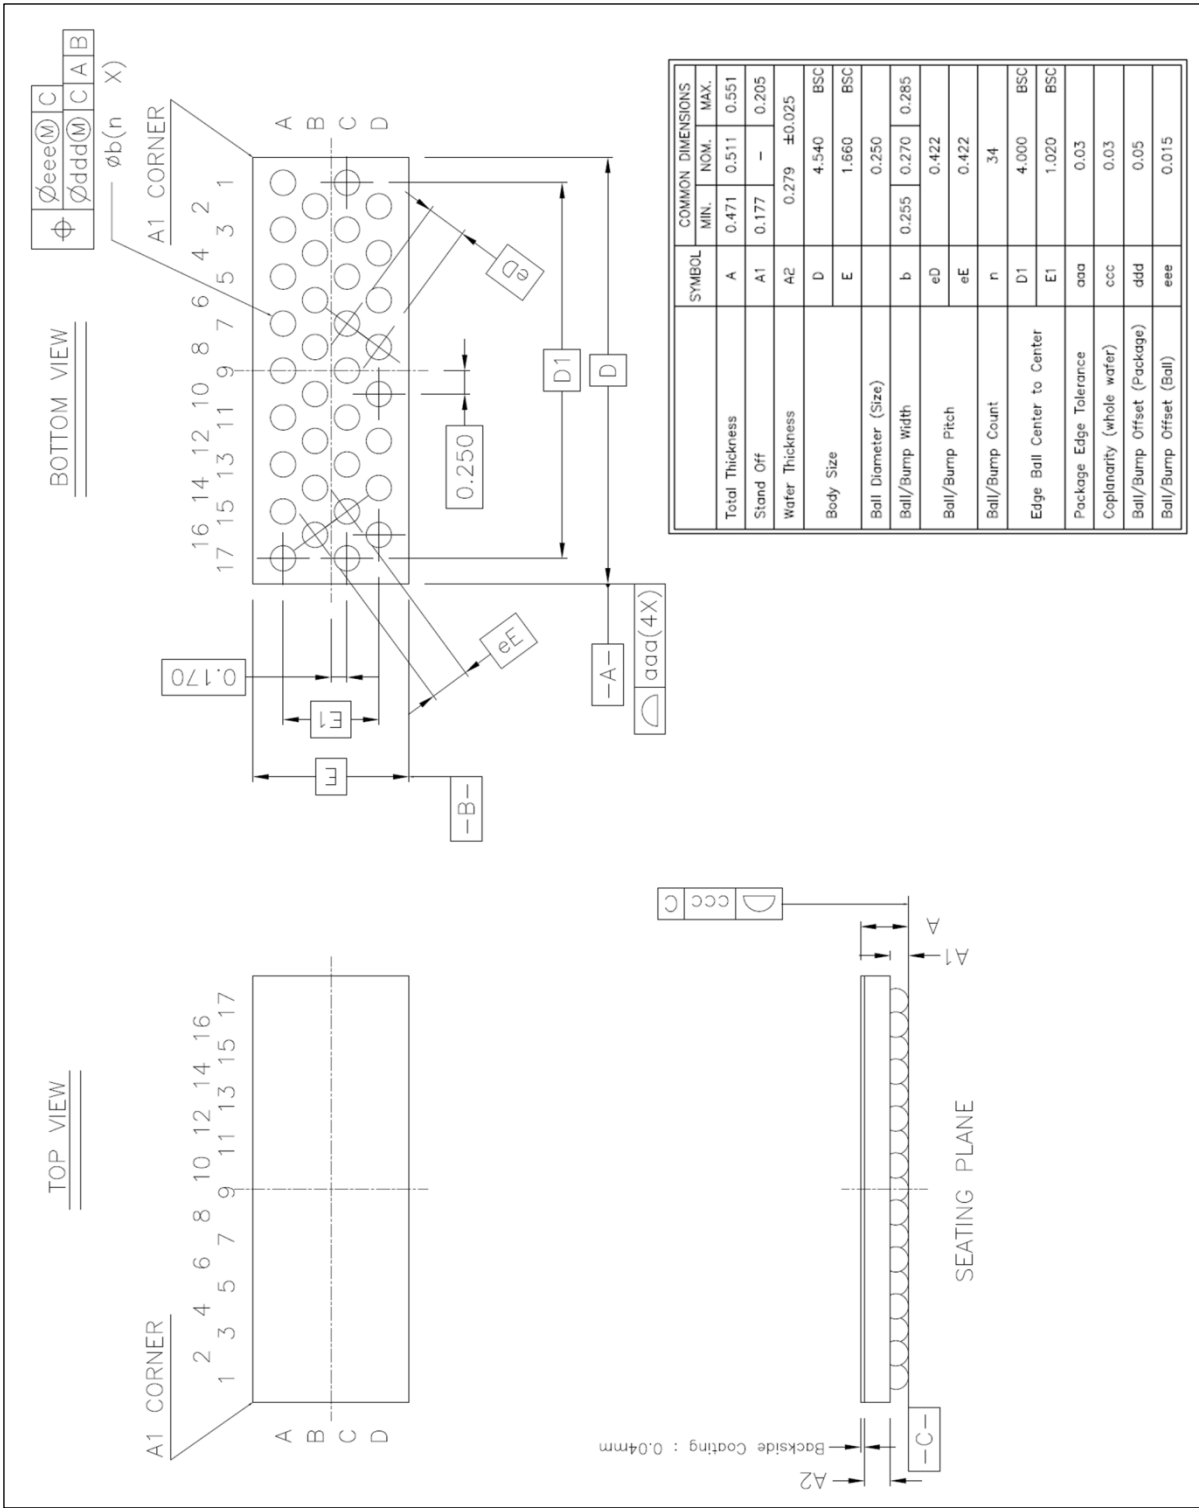 TOP VIEW
A1 CORNER
2 4 6 8 10 12 14 16
1 3 5 7 9 11 13 15 17
A
B
C
D
BOTTOM VIEW
Øeee Ⓜ C
Øddd Ⓜ C A B
øb(n X)
A1 CORNER
16 14 12 10 8 6 4 2
17 15 13 11 9 7 5 3 1
A
B
C
D
E
E1
0.170
eE
eD
0.250
D1
D
-B-
-A-
aaa(4X)
Backside Coating : 0.04mm
A2
-C-
SEATING PLANE
A1
A
ccc C
SYMBOL COMMON DIMENSIONS
MIN. NOM. MAX.
Total Thickness A 0.471 0.511 0.551
Stand Off A1 0.177 – 0.205
Wafer Thickness A2 0.279 ±0.025
Body Size D 4.540 BSC
E 1.660 BSC
Ball Diameter (Size) 0.250
Ball/Bump Width b 0.255 0.270 0.285
Ball/Bump Pitch eD 0.422
eE 0.422
Ball/Bump Count n 34
Edge Ball Center to Center D1 4.000 BSC
E1 1.020 BSC
Package Edge Tolerance aaa 0.03
Coplanarity (whole wafer) ccc 0.03
Ball/Bump Offset (Package) ddd 0.05
Ball/Bump Offset (Ball) eee 0.015